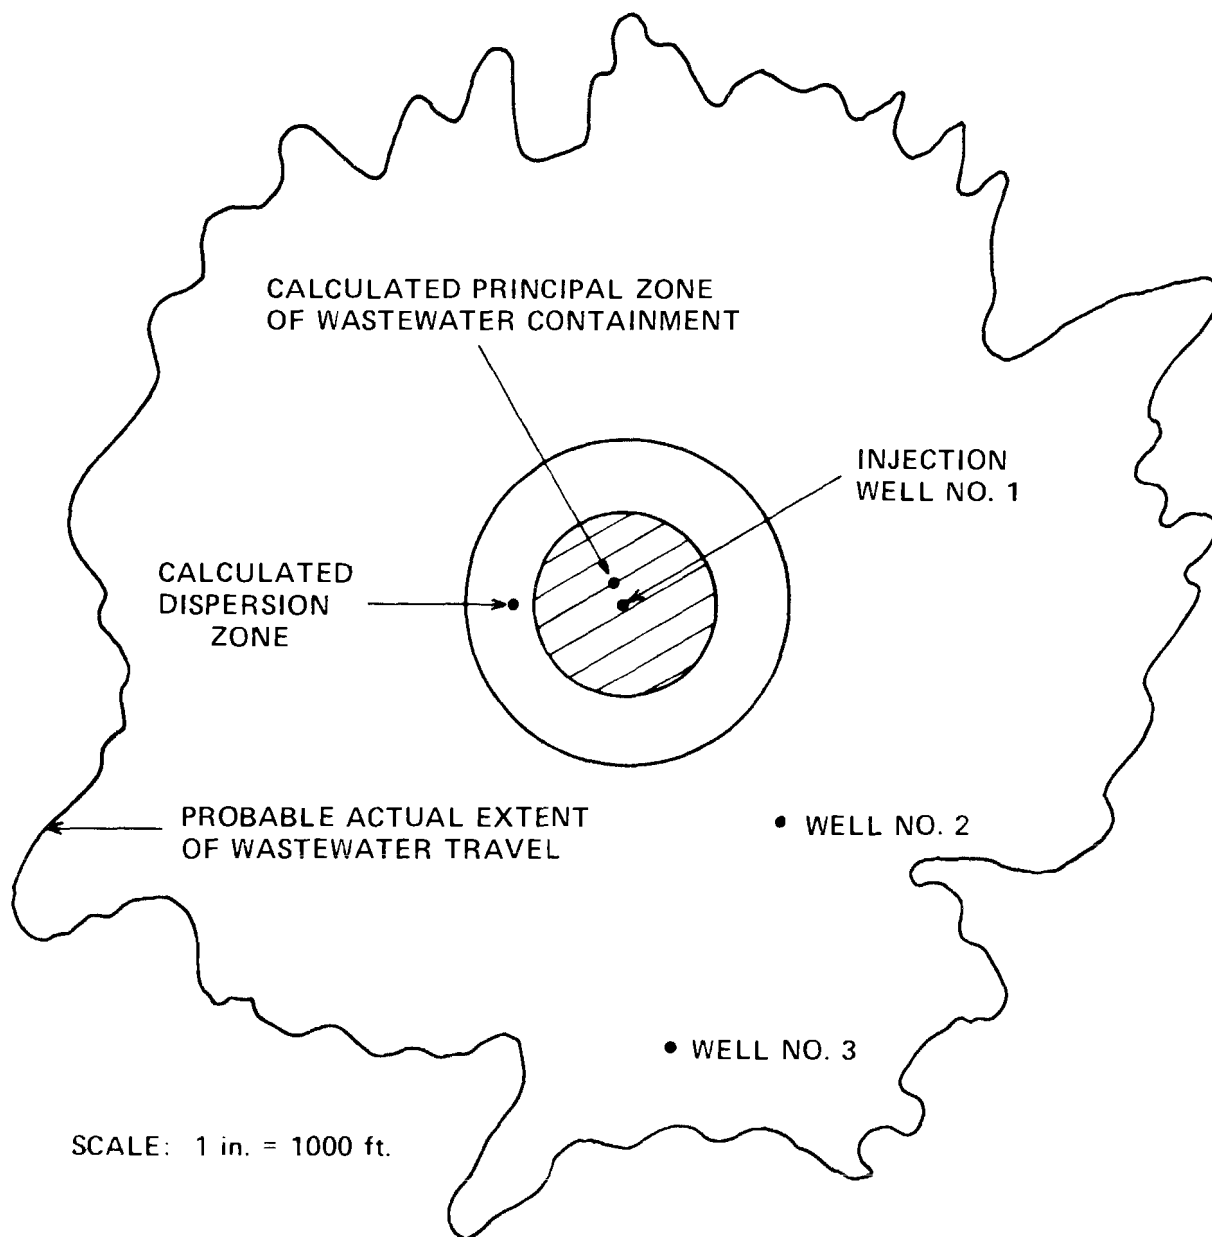 CALCULATED PRINCIPAL ZONE
OF WASTEWATER CONTAINMENT
INJECTION
WELL NO. 1
CALCULATED
DISPERSION
ZONE
PROBABLE ACTUAL EXTENT
OF WASTEWATER TRAVEL
WELL NO. 2
WELL NO. 3
SCALE: 1 in. = 1000 ft.